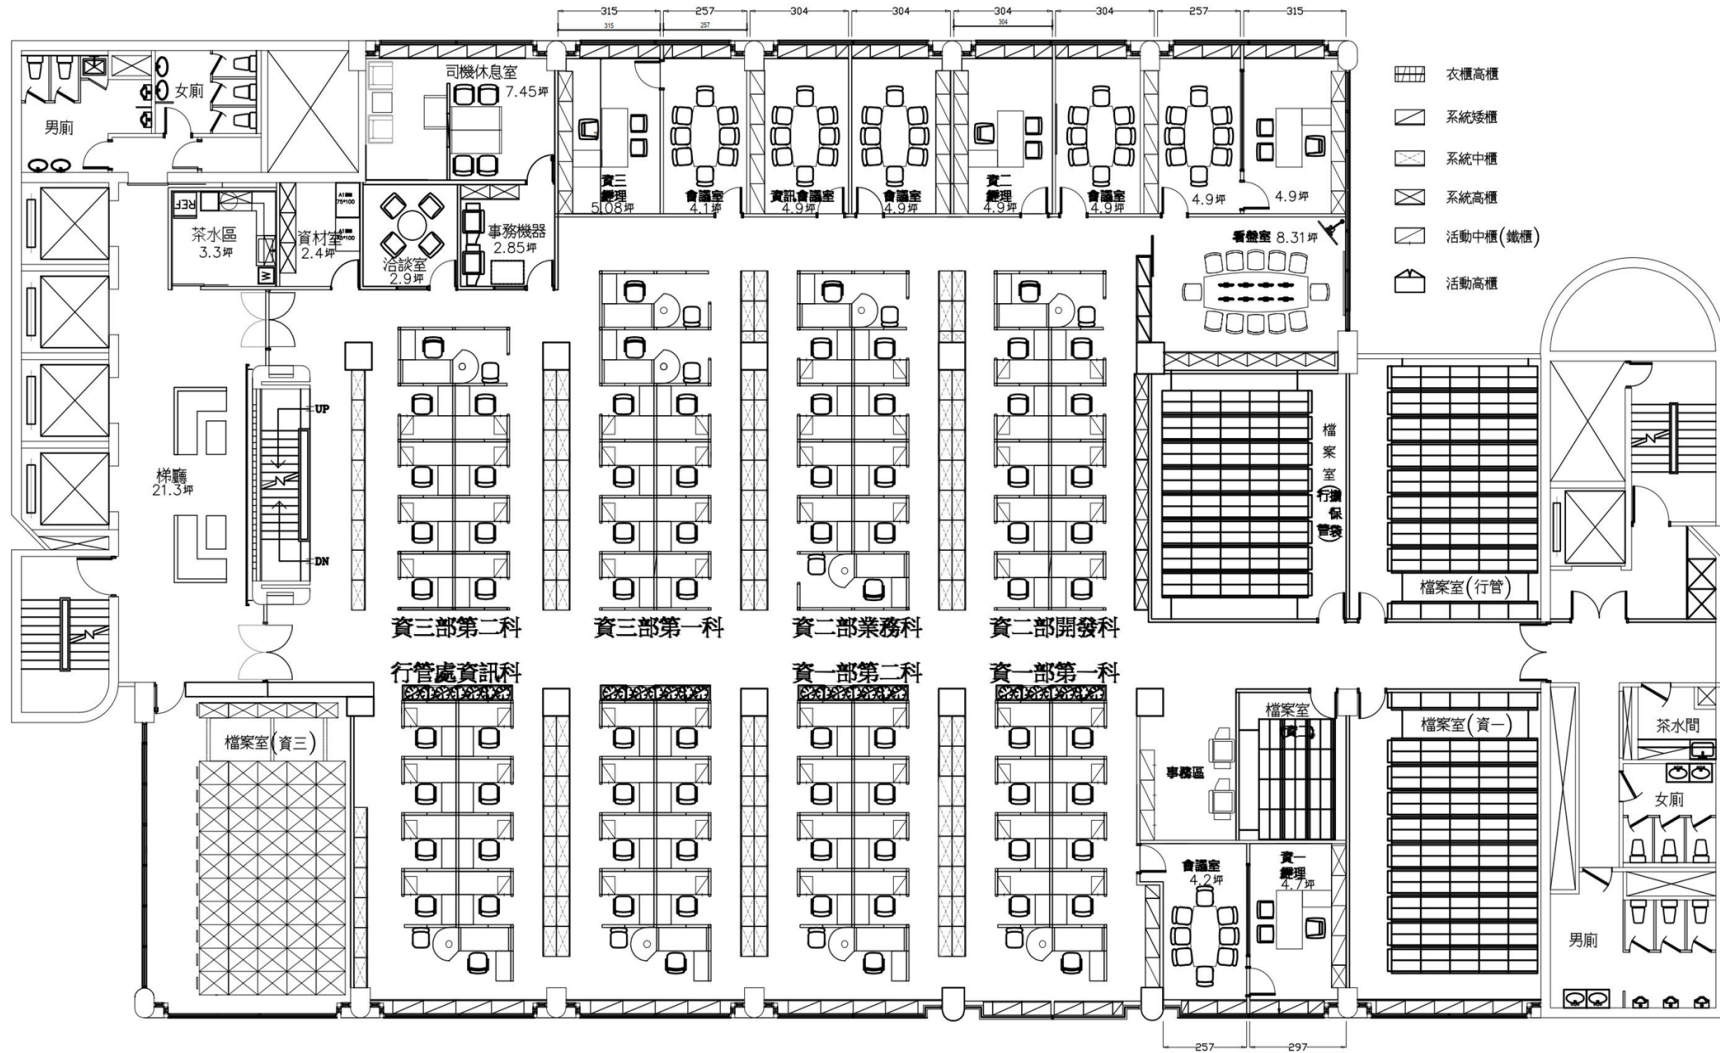 315 257 304 304 304 304 257 315
315 257 304
衣櫃高櫃
系統矮櫃
系統中櫃
系統高櫃
活動中櫃(鐵櫃)
活動高櫃
司機休息室
7.45坪
女廁
男廁
資三
經理
5.08坪
會議室
4.1坪
資訊會議室
4.9坪
會議室
4.9坪
資二
經理
4.9坪
會議室
4.9坪
4.9坪
4.9坪
REF
茶水區
3.3坪
W
資材室
2.4坪
洽談室
2.9坪
事務機器
2.85坪
看盤室 8.31坪
UP
梯廳
21.3坪
DN
檔案室
檔案室(行管)
資三部第二科
資三部第一科
資二部業務科
資二部開發科
行管處資訊科
資一部第二科
資一部第一科
檔案室(資三)
檔案室
事務區
檔案室(資一)
茶水間
女廁
男廁
會議室
4.2坪
資一
經理
4.7坪
257 297